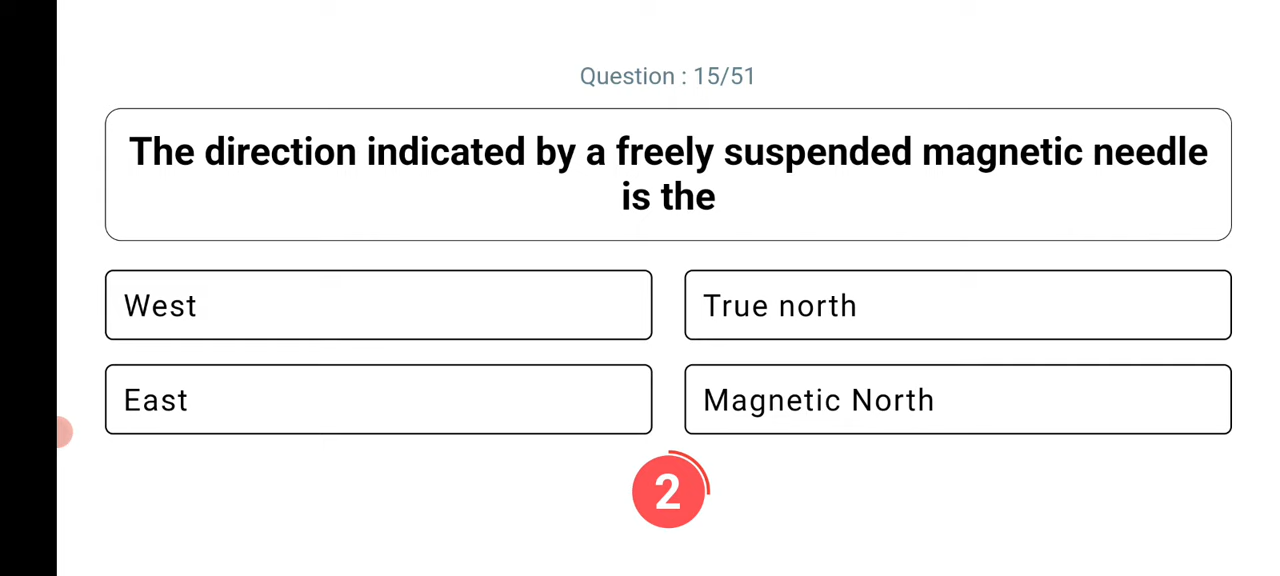 Question : 15/51
The direction indicated by a freely suspended magnetic needle
is the
West
True north
East
Magnetic North
2